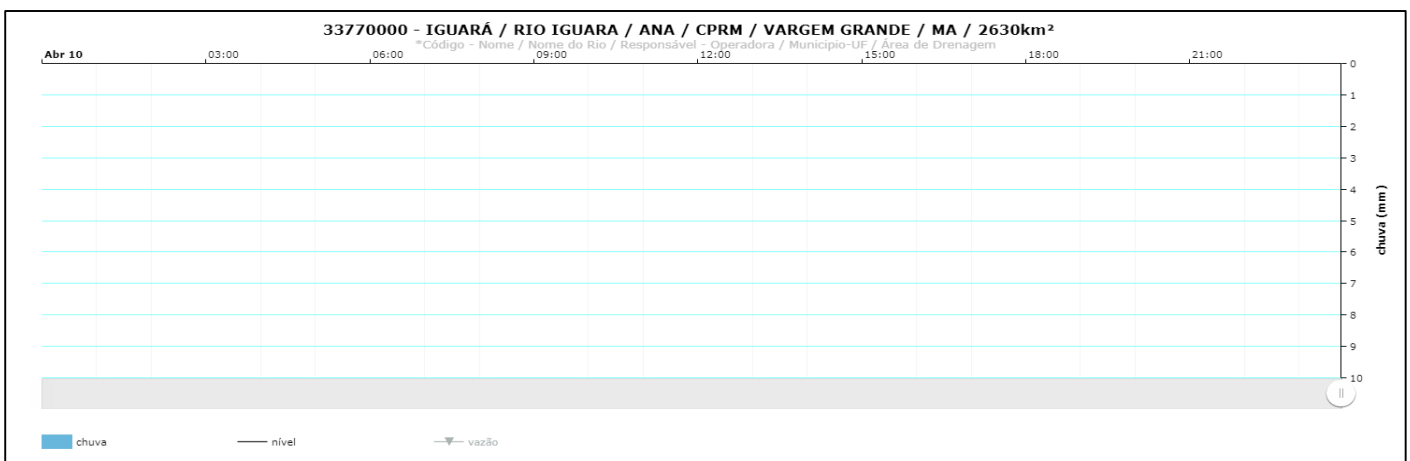 33770000 - IGUARÁ / RIO IGUARA / ANA / CPRM / VARGEM GRANDE / MA / 2630km²
*Código - Nome / Nome do Rio / Responsável - Operadora / Município-UF / Área de Drenagem
Abr 10 03:00 06:00 09:00 12:00 15:00 18:00 21:00
0
1
2
3
4
5
6
7
8
9
10
chuva (mm)
chuva nível vazão